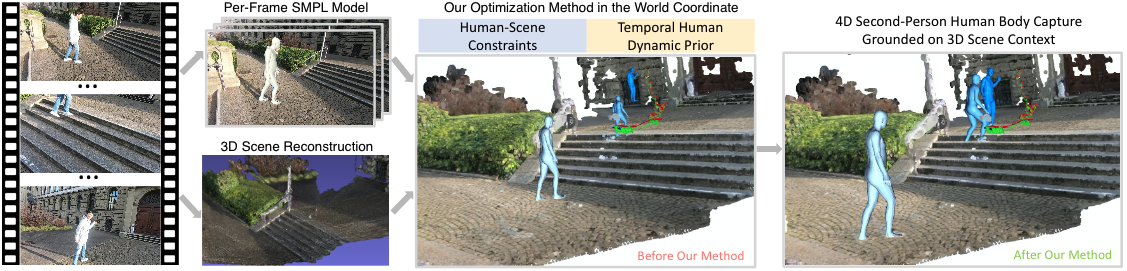 Per-Frame SMPL Model
3D Scene Reconstruction
Our Optimization Method in the World Coordinate
Human-Scene
Constraints
Temporal Human
Dynamic Prior
Before Our Method
4D Second-Person Human Body Capture
Grounded on 3D Scene Context
After Our Method